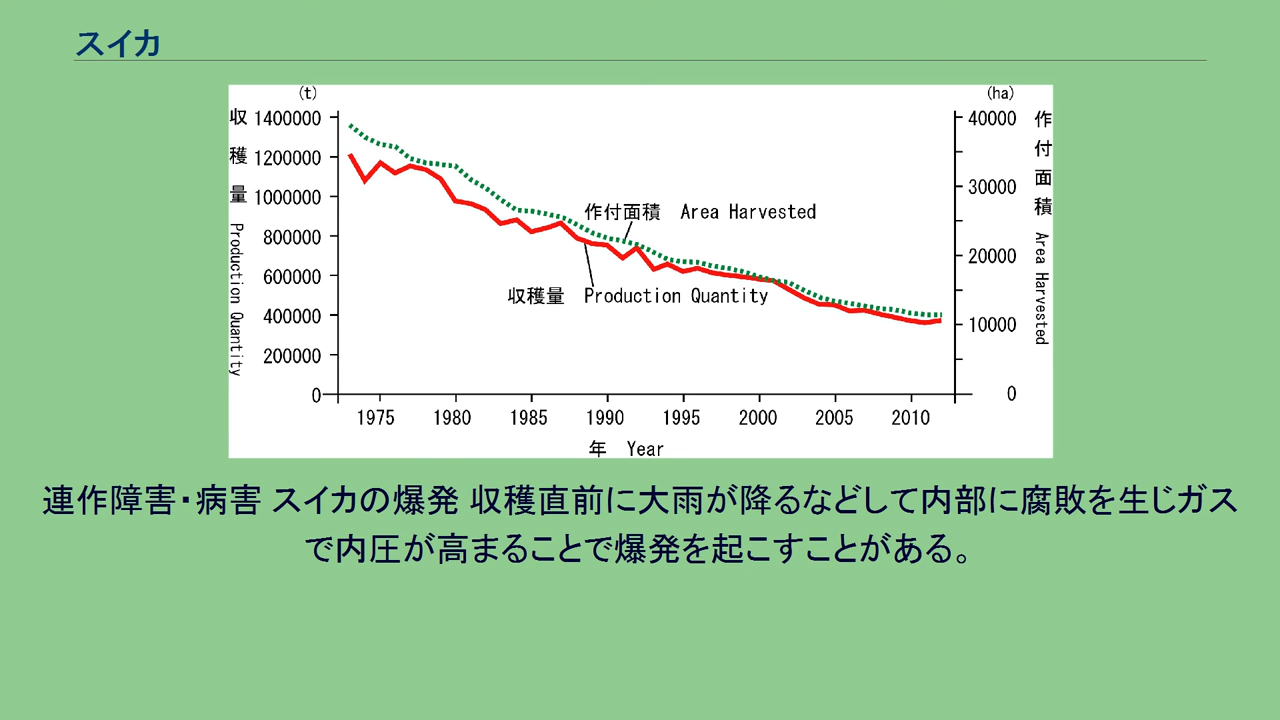 スイカ
(t)
(ha)
収穫量 Production Quantity
1400000
1200000
1000000
800000
600000
400000
200000
0
40000
30000
20000
10000
0
作付面積 Area Harvested
作付面積 Area Harvested
収穫量 Production Quantity
1975 1980 1985 1990 1995 2000 2005 2010
年 Year
連作障害・病害 スイカの爆発 収穫直前に大雨が降るなどして内部に腐敗を生じガス
で内圧が高まることで爆発を起こすことがある。